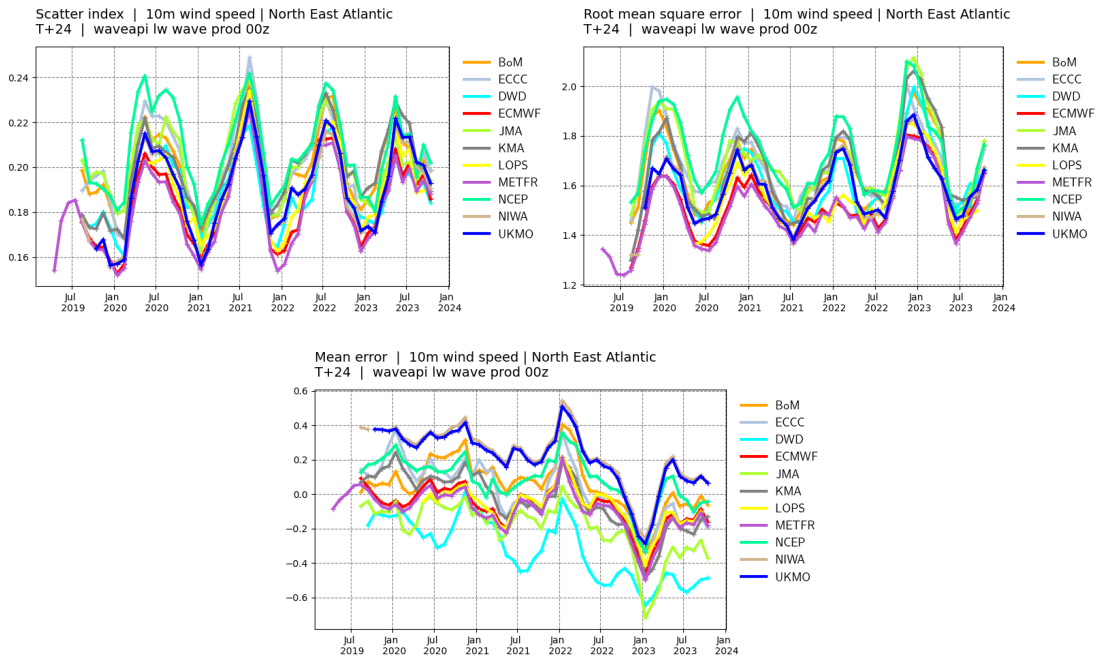 Scatter index | 10m wind speed | North East Atlantic
T+24 | waveapi lw wave prod 00z
0.24
0.22
0.20
0.18
0.16
Jul 2019
Jan 2020
Jul 2020
Jan 2021
Jul 2021
Jan 2022
Jul 2022
Jan 2023
Jul 2023
Jan 2024
BoM
ECCC
DWD
ECMWF
JMA
KMA
LOPS
METFR
NCEP
NIWA
UKMO
Root mean square error | 10m wind speed | North East Atlantic
T+24 | waveapi lw wave prod 00z
2.0
1.8
1.6
1.4
1.2
Jul 2019
Jan 2020
Jul 2020
Jan 2021
Jul 2021
Jan 2022
Jul 2022
Jan 2023
Jul 2023
Jan 2024
BoM
ECCC
DWD
ECMWF
JMA
KMA
LOPS
METFR
NCEP
NIWA
UKMO
Mean error | 10m wind speed | North East Atlantic
T+24 | waveapi lw wave prod 00z
0.6
0.4
0.2
0.0
−0.2
−0.4
−0.6
Jul 2019
Jan 2020
Jul 2020
Jan 2021
Jul 2021
Jan 2022
Jul 2022
Jan 2023
Jul 2023
Jan 2024
BoM
ECCC
DWD
ECMWF
JMA
KMA
LOPS
METFR
NCEP
NIWA
UKMO